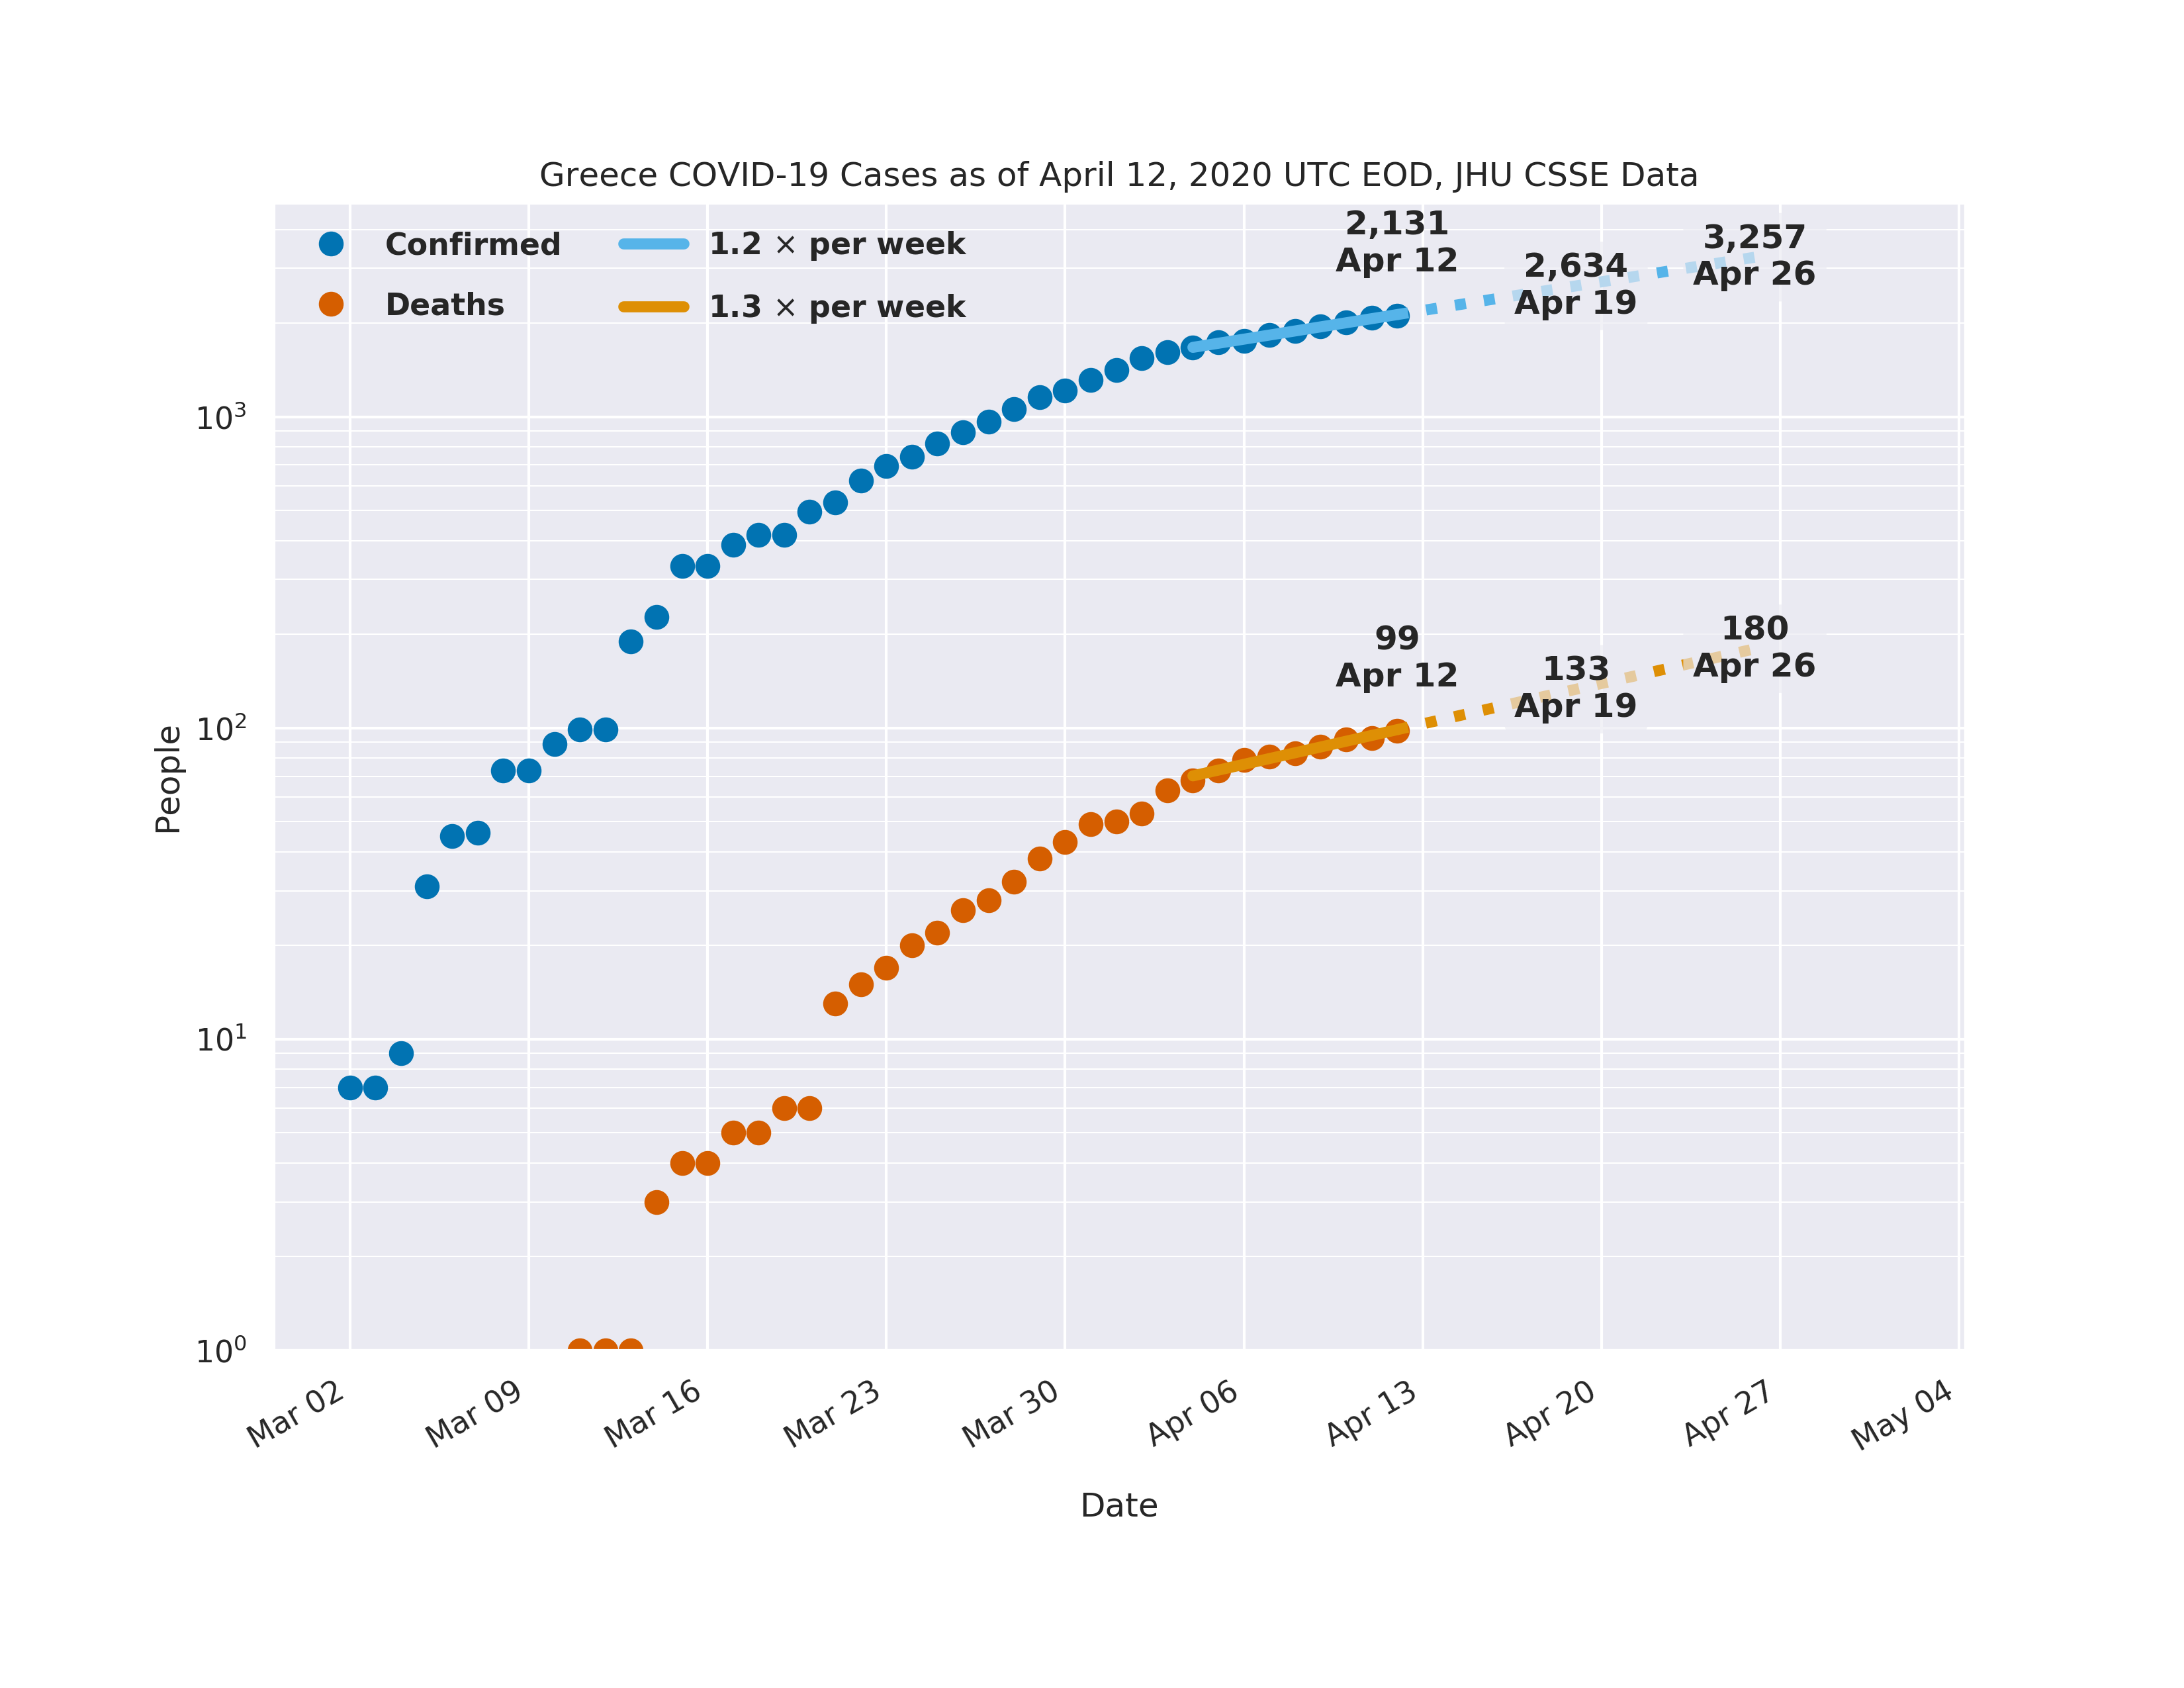 Greece COVID-19 Cases as of April 12, 2020 UTC EOD, JHU CSSE Data
Confirmed
Deaths
1.2 × per week
1.3 × per week
2,131
Apr 12
2,634
Apr 19
3,257
Apr 26
99
Apr 12
133
Apr 19
180
Apr 26
People
10³
10²
10¹
10⁰
Mar 02
Mar 09
Mar 16
Mar 23
Mar 30
Apr 06
Apr 13
Apr 20
Apr 27
May 04
Date